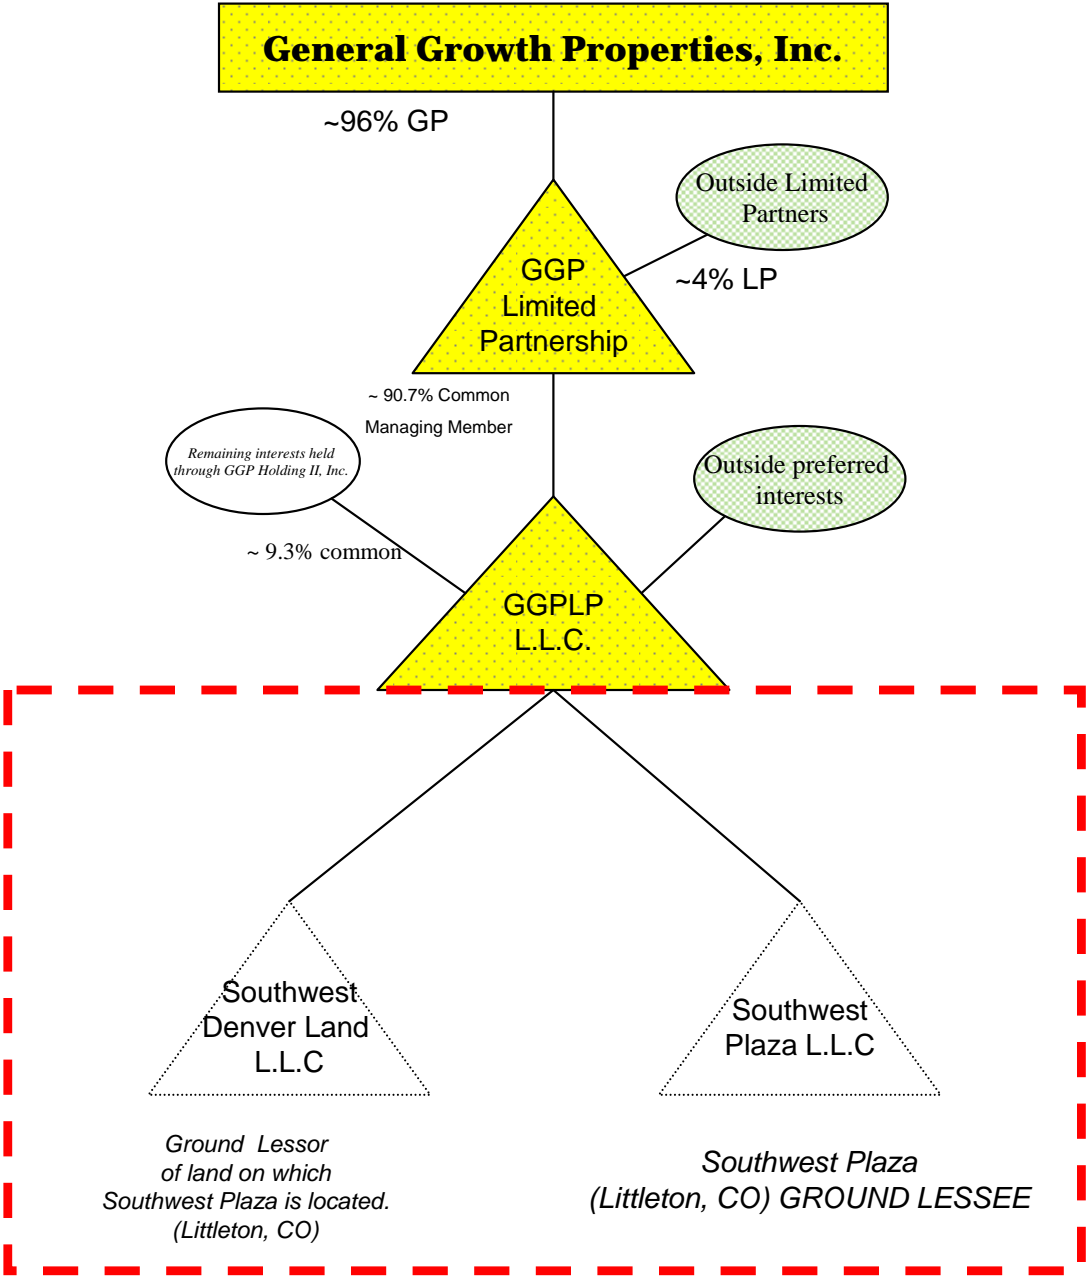 General Growth Properties, Inc.
~96% GP
Outside Limited
Partners
GGP
Limited
Partnership
~4% LP
~ 90.7% Common
Managing Member
Remaining interests held
through GGP Holding II, Inc.
Outside preferred
interests
~ 9.3% common
GGPLP
L.L.C.
Southwest
Denver Land
L.L.C
Southwest
Plaza L.L.C
Ground Lessor
of land on which
Southwest Plaza is located.
(Littleton, CO)
Southwest Plaza
(Littleton, CO) GROUND LESSEE